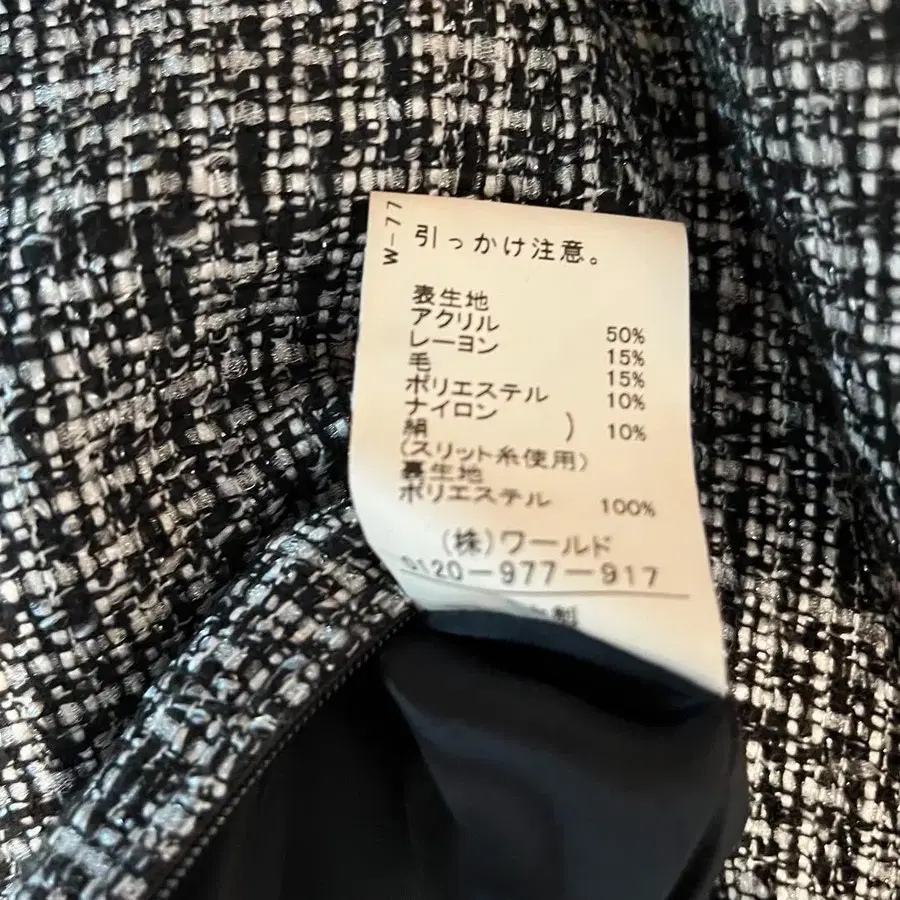 W-77
引っかけ注意。
表生地
アクリル 50%
レーヨン 15%
毛 15%
ポリエステル 10%
ナイロン
絹 ) 10%
(スリット糸使用)
裏生地
ポリエステル 100%
(株)ワールド
0120-977-917
製